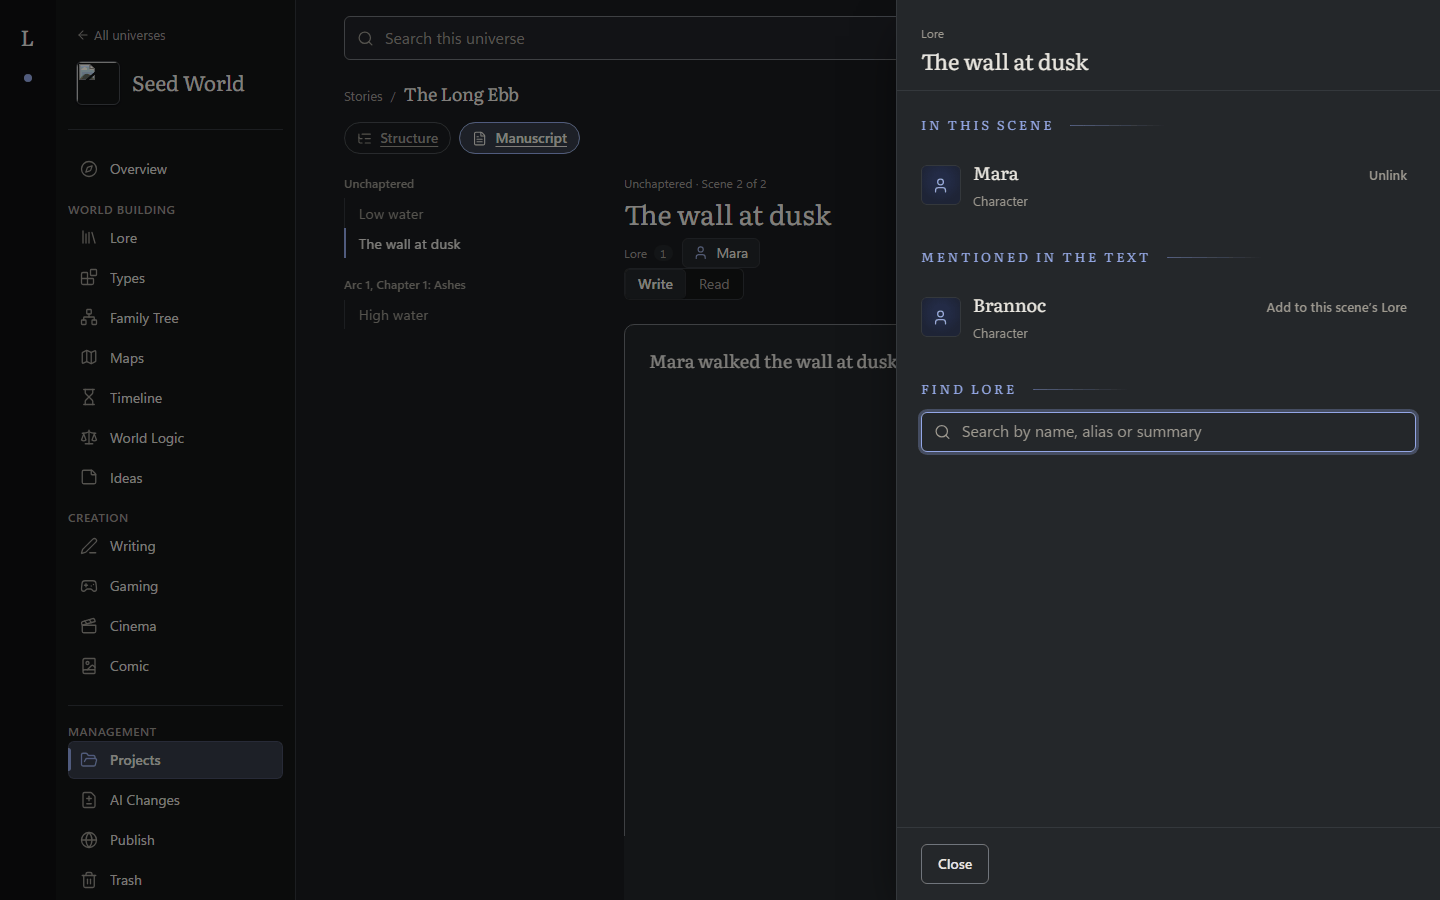 L
All universes
Seed World
Overview
WORLD BUILDING
Lore
Types
Family Tree
Maps
Timeline
World Logic
Ideas
CREATION
Writing
Gaming
Cinema
Comic
MANAGEMENT
Projects
AI Changes
Publish
Trash
Search this universe
Stories / The Long Ebb
Structure
Manuscript
Unchaptered
Low water
The wall at dusk
Arc 1, Chapter 1: Ashes
High water
Unchaptered · Scene 2 of 2
The wall at dusk
Lore 1 Mara
Write Read
Mara walked the wall at dusk
Lore
The wall at dusk
IN THIS SCENE
Mara
Unlink
Character
MENTIONED IN THE TEXT
Brannoc
Add to this scene's Lore
Character
FIND LORE
Search by name, alias or summary
Close